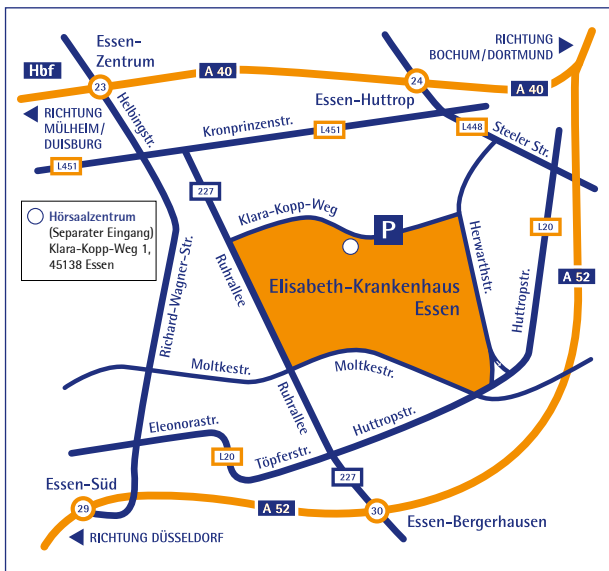 Essen-
Zentrum
Hbf
23
A 40
RICHTUNG
BOCHUM/DORTMUND
24
A 40
Essen-Huttrop
RICHTUNG
MÜLHEIM/
DUISBURG
Helbingstr.
Kronprinzenstr.
L451
L448
Steeler Str.
L451
227
Hörsaalzentrum
(Separater Eingang)
Klara-Kopp-Weg 1,
45138 Essen
Klara-Kopp-Weg
P
Herwarthstr.
L20
Huttropstr.
A 52
Richard-Wagner-Str.
Ruhrallee
Elisabeth-Krankenhaus
Essen
Moltkestr.
Moltkestr.
Ruhrallee
Huttropstr.
Eleonorastr.
L20
Töpferstr.
227
Essen-Süd
29
A 52
30
Essen-Bergerhausen
RICHTUNG DÜSSELDORF